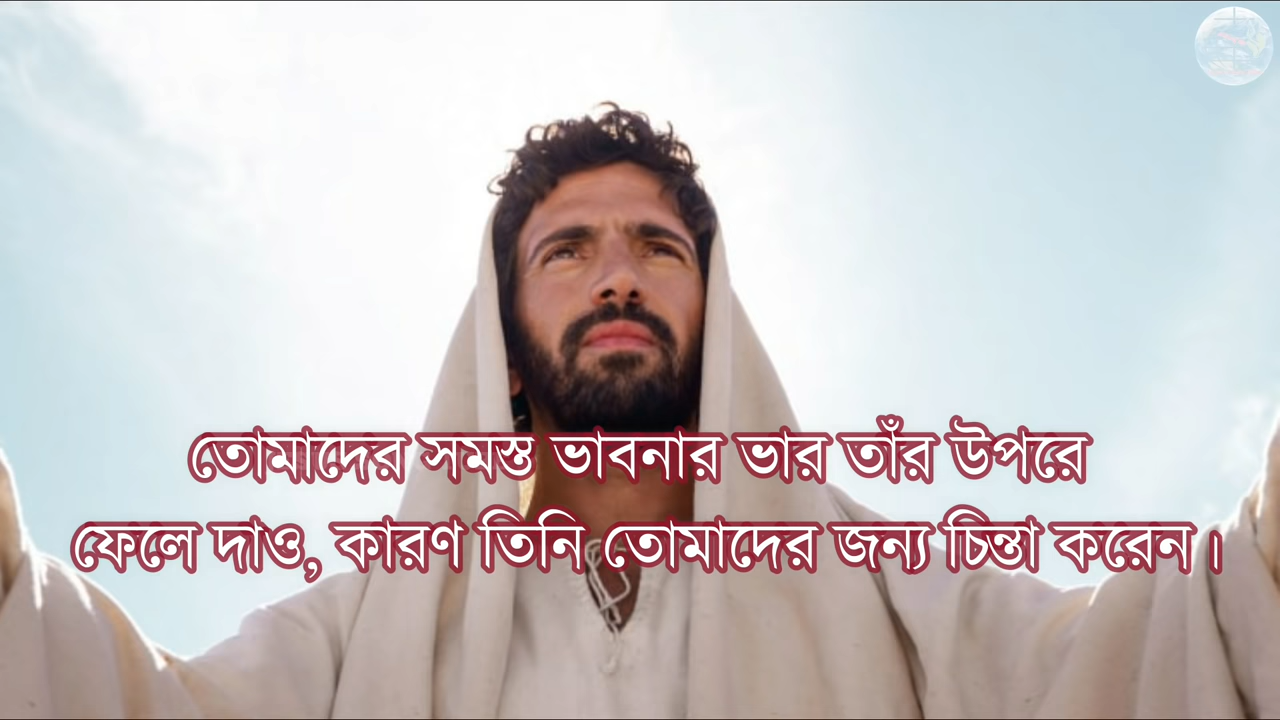 তোমাদের সমস্ত ভাবনার ভার তাঁর উপরে
ফেলে দাও, কারণ তিনি তোমাদের জন্য চিন্তা করেন।